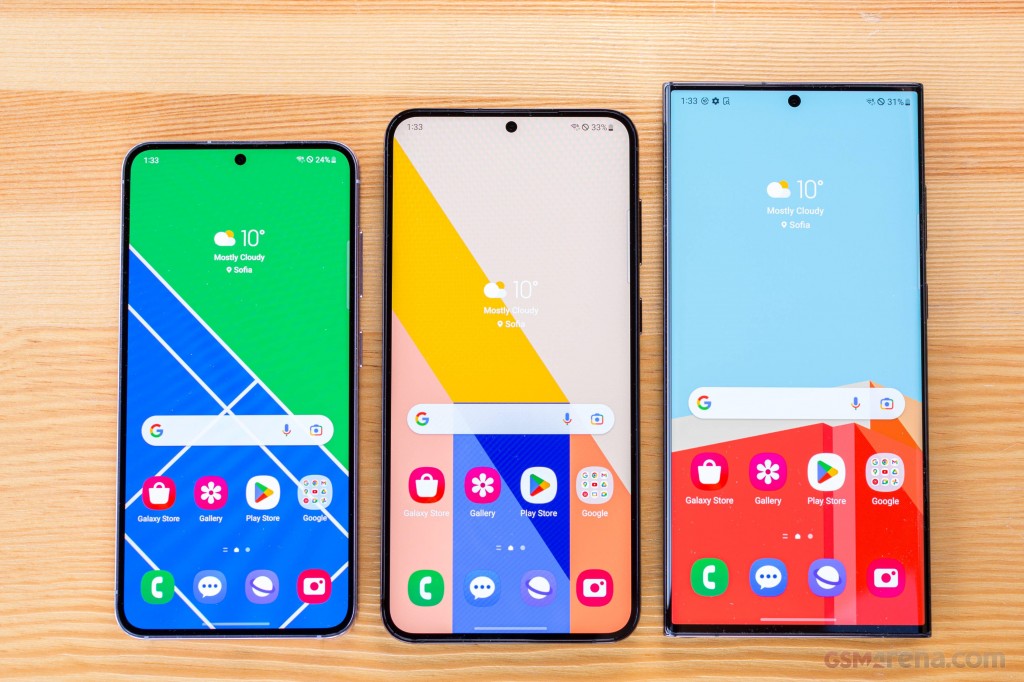 1:33
24%
10°
Mostly Cloudy
Sofia
G
Galaxy Store
Gallery
Play Store
Google
1:33
33%
10°
Mostly Cloudy
Sofia
G
Galaxy Store
Gallery
Play Store
Google
1:33
31%
10°
Mostly Cloudy
Sofia
G
Galaxy Store
Gallery
Play Store
Google
GSMarena.com